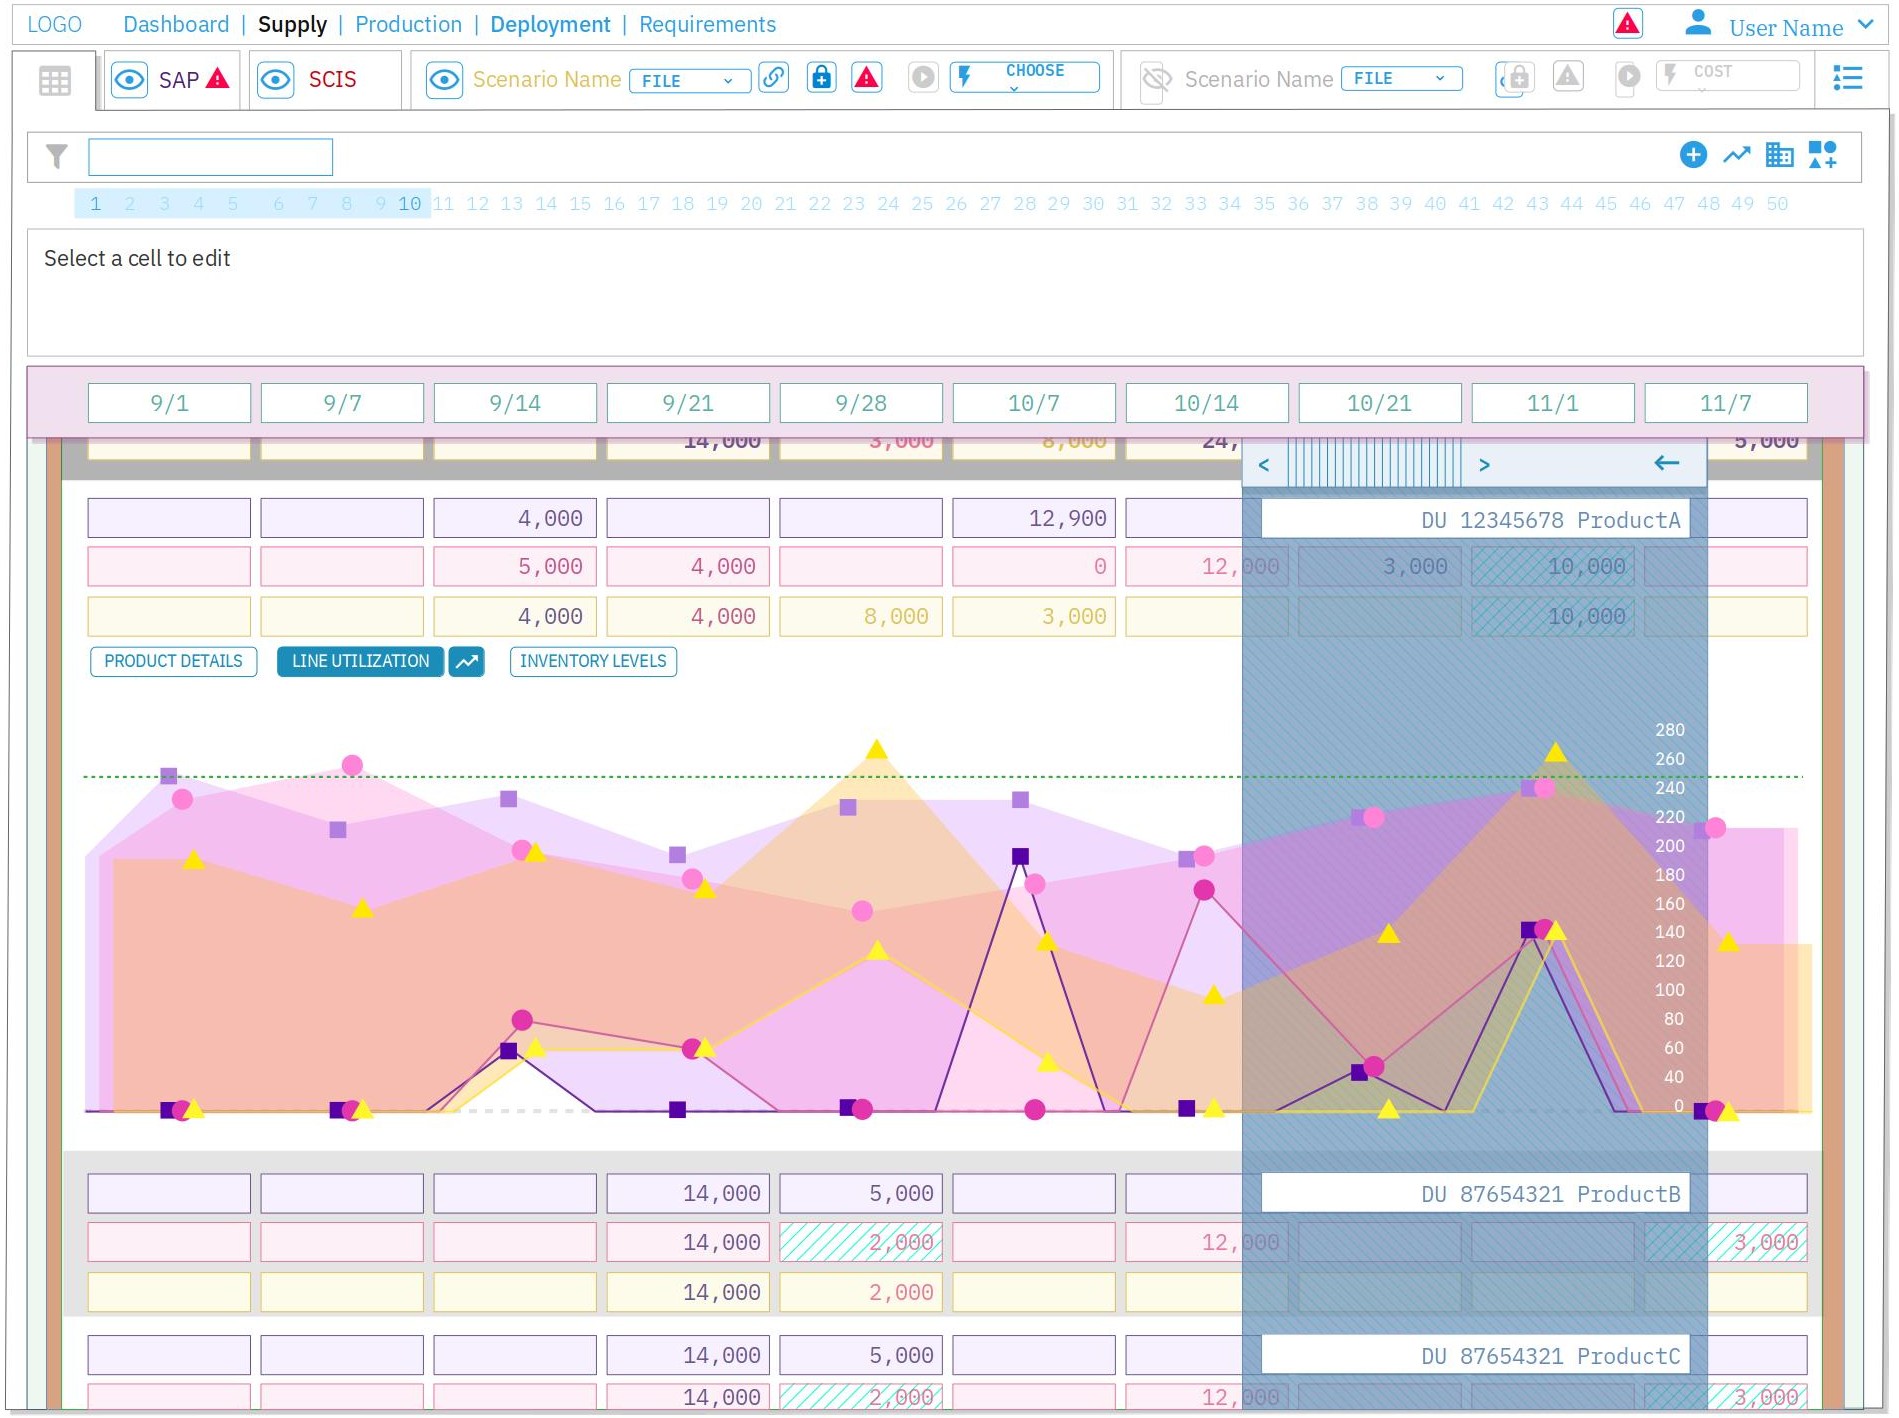 LOGO Dashboard | Supply | Production | Deployment | Requirements User Name
SAP SCIS Scenario Name FILE CHOOSE Scenario Name FILE COST
1 2 3 4 5 6 7 8 9 10 11 12 13 14 15 16 17 18 19 20 21 22 23 24 25 26 27 28 29 30 31 32 33 34 35 36 37 38 39 40 41 42 43 44 45 46 47 48 49 50
Select a cell to edit
9/1 9/7 9/14 9/21 9/28 10/7 10/14 10/21 11/1 11/7
14,000 3,000 8,000 24, 5,000
< > ←
4,000 12,900 DU 12345678 ProductA
5,000 4,000 0 12,000 3,000 10,000
4,000 4,000 8,000 3,000 10,000
PRODUCT DETAILS LINE UTILIZATION INVENTORY LEVELS
280
260
240
220
200
180
160
140
120
100
80
60
40
0
14,000 5,000 DU 87654321 ProductB
14,000 2,000 12,000 3,000
14,000 2,000
14,000 5,000 DU 87654321 ProductC
14,000 2,000 12,000 3,000